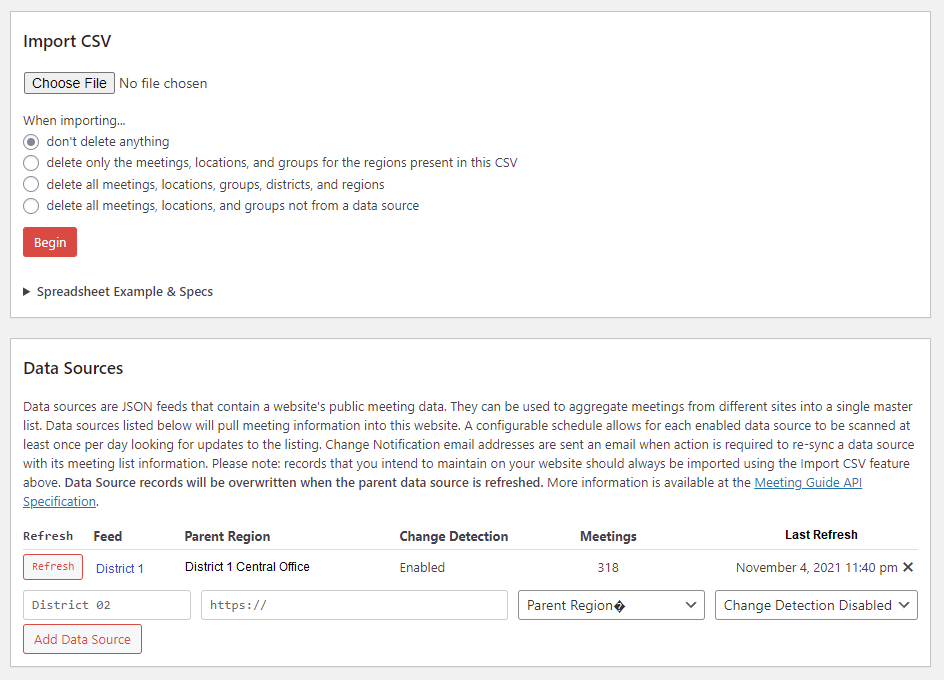 Import CSV
Choose File No file chosen
When importing...
don't delete anything
delete only the meetings, locations, and groups for the regions present in this CSV
delete all meetings, locations, groups, districts, and regions
delete all meetings, locations, and groups not from a data source
Begin
Spreadsheet Example & Specs
Data Sources
Data sources are JSON feeds that contain a website's public meeting data. They can be used to aggregate meetings from different sites into a single master
list. Data sources listed below will pull meeting information into this website. A configurable schedule allows for each enabled data source to be scanned at
least once per day looking for updates to the listing. Change Notification email addresses are sent an email when action is required to re-sync a data source
with its meeting list information. Please note: records that you intend to maintain on your website should always be imported using the Import CSV feature
above. Data Source records will be overwritten when the parent data source is refreshed. More information is available at the Meeting Guide API
Specification.
Refresh Feed Parent Region Change Detection Meetings Last Refresh
Refresh District 1 District 1 Central Office Enabled 318 November 4, 2021 11:40 pm ✕
District 02 https:// Parent Region� Change Detection Disabled
Add Data Source